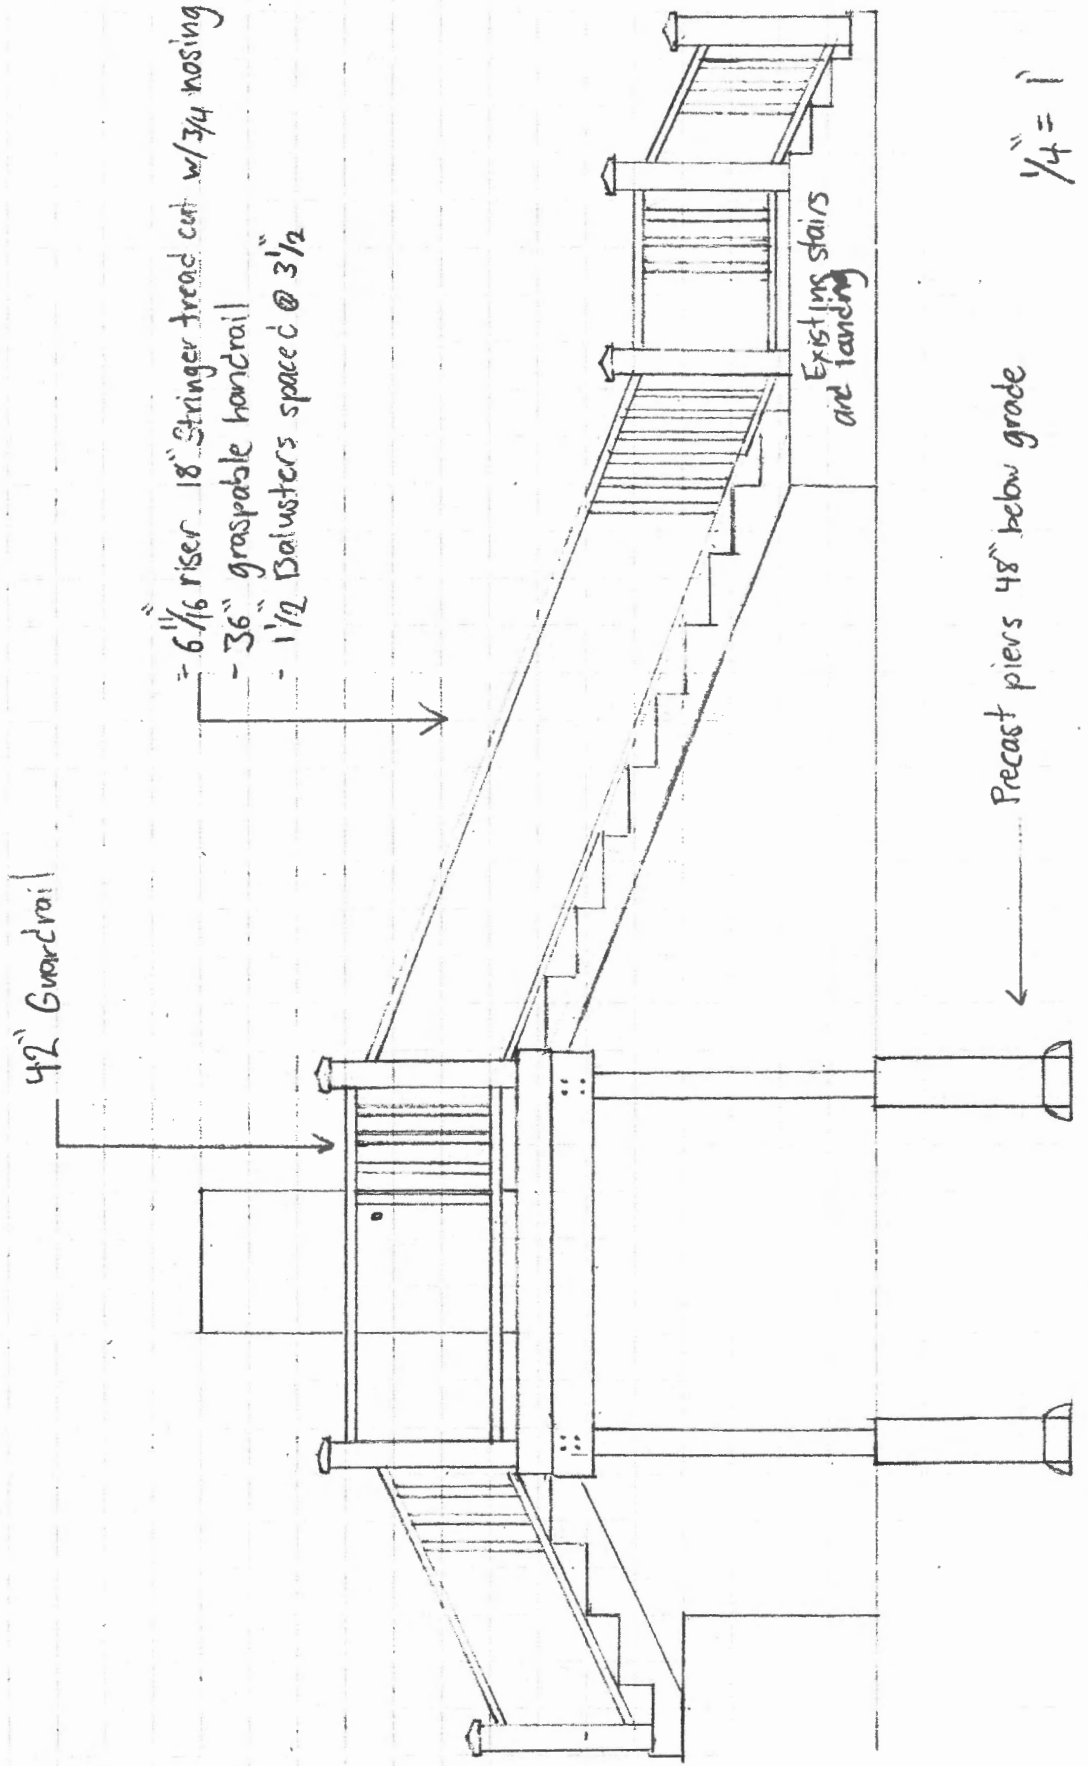 42" Guardrail
- 6 11/16" riser 18" Stringer tread cut w/ 3/4 nosing
- 36" graspable handrail
- 1 1/2" Balusters spaced @ 3 1/2"
Existing stairs
and landing
Precast piers 48" below grade
1/4" = 1'